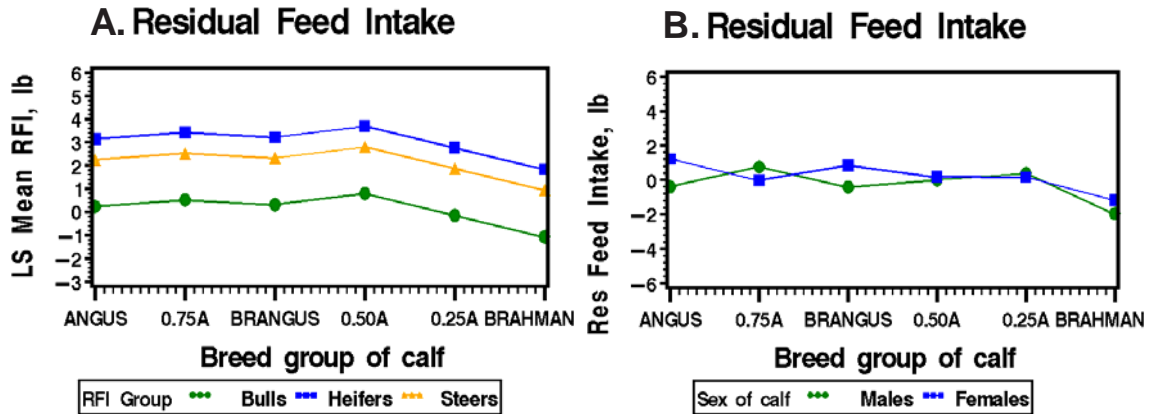 A. Residual Feed Intake
LS Mean RFI, lb
6
5
4
3
2
1
0
−1
−2
−3
ANGUS 0.75A BRANGUS 0.50A 0.25A BRAHMAN
Breed group of calf
RFI Group Bulls Heifers Steers
B. Residual Feed Intake
Res Feed Intake, lb
6
4
2
0
−2
−4
−6
ANGUS 0.75A BRANGUS 0.50A 0.25A BRAHMAN
Breed group of calf
Sex of calf Males Females